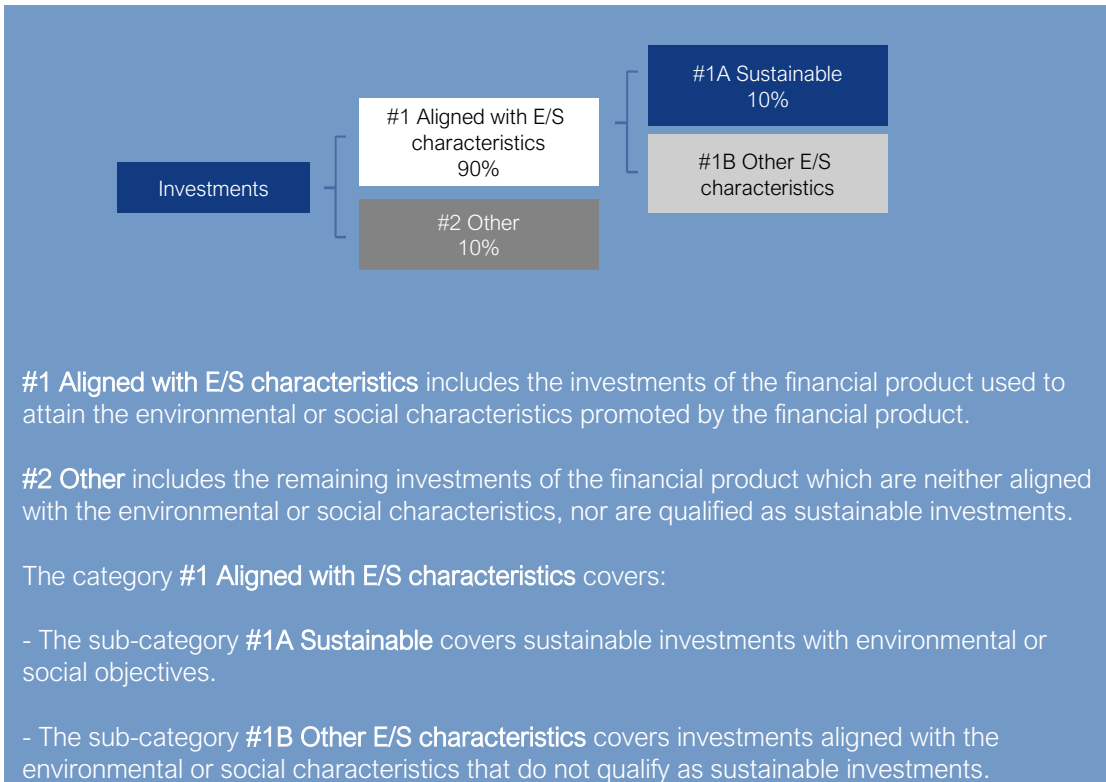 #1A Sustainable
10%
#1 Aligned with E/S
characteristics
90%
#1B Other E/S
characteristics
Investments
#2 Other
10%
#1 Aligned with E/S characteristics includes the investments of the financial product used to
attain the environmental or social characteristics promoted by the financial product.
#2 Other includes the remaining investments of the financial product which are neither aligned
with the environmental or social characteristics, nor are qualified as sustainable investments.
The category #1 Aligned with E/S characteristics covers:
- The sub-category #1A Sustainable covers sustainable investments with environmental or
social objectives.
- The sub-category #1B Other E/S characteristics covers investments aligned with the
environmental or social characteristics that do not qualify as sustainable investments.